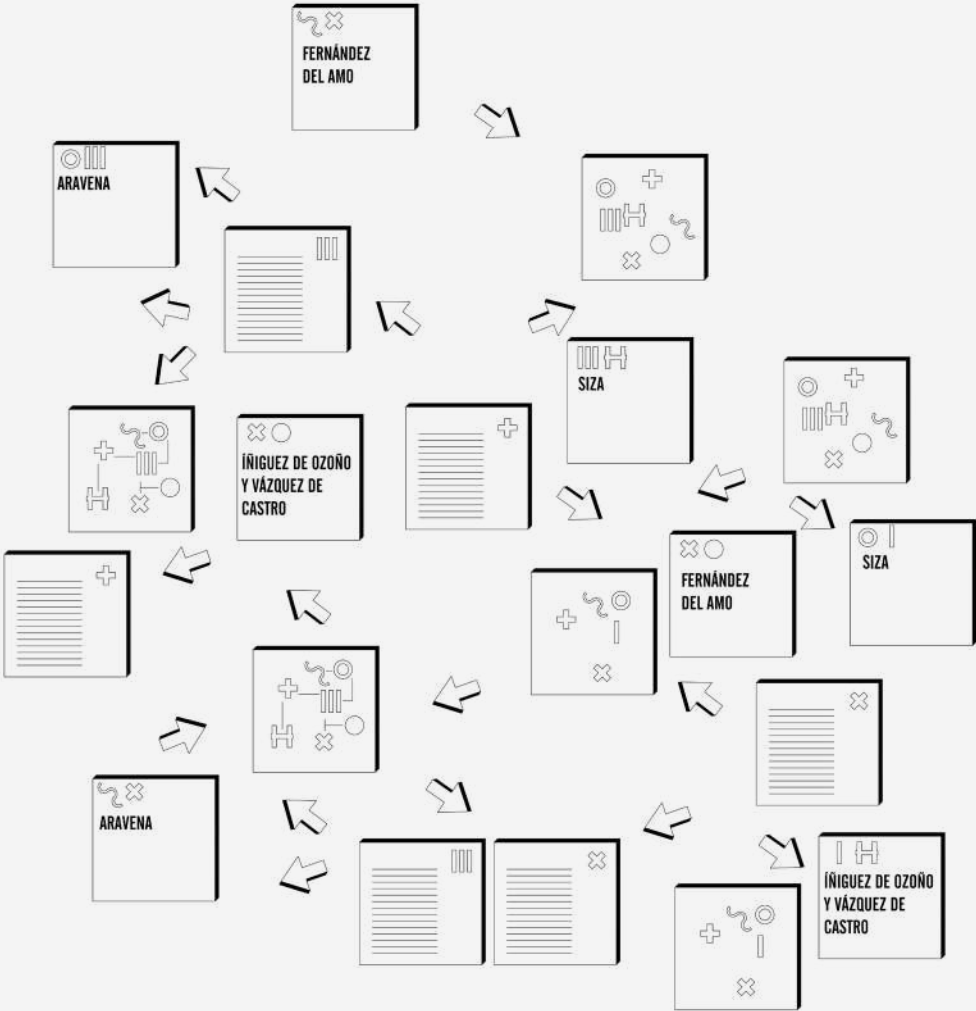 FERNÁNDEZ
DEL AMO
ARAVENA
SIZA
ÍÑIGUEZ DE OZOÑO
Y VÁZQUEZ DE
CASTRO
FERNÁNDEZ
DEL AMO
SIZA
ARAVENA
ÍÑIGUEZ DE OZOÑO
Y VÁZQUEZ DE
CASTRO